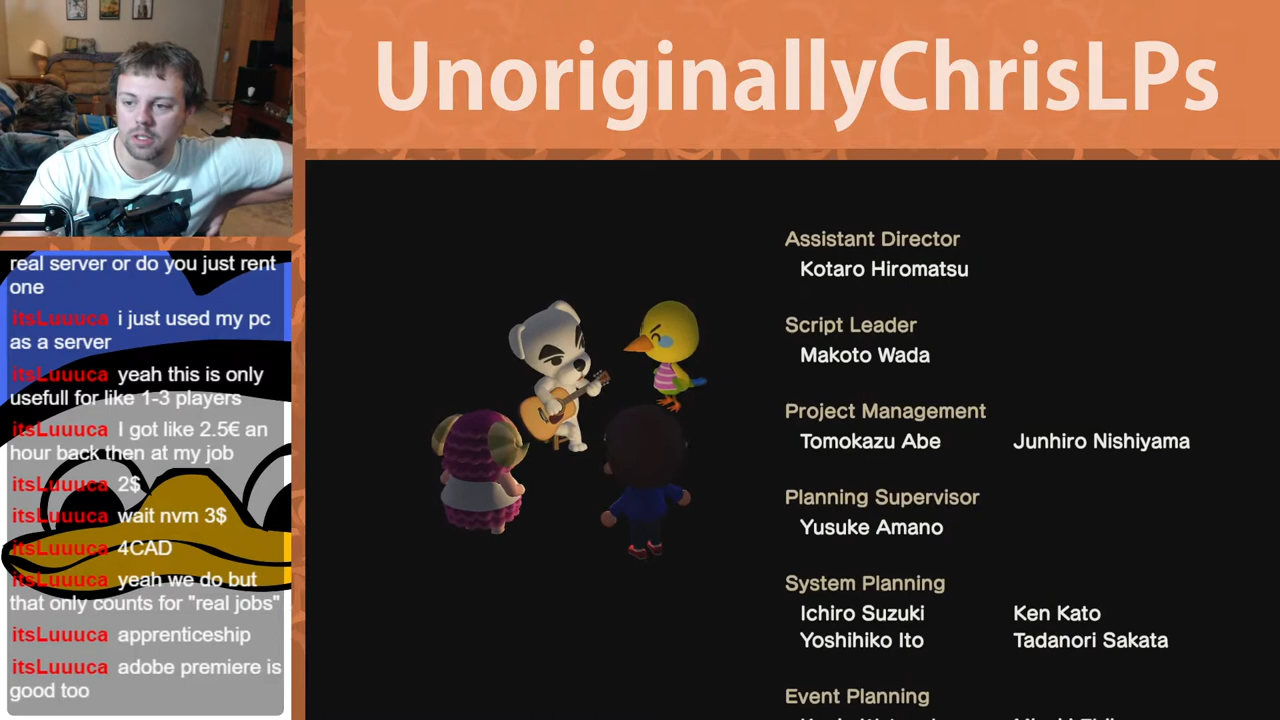 UnoriginallyChrisLPs
real server or do you just rent
one
itsLuuuca i just used my pc
as a server
itsLuuuca yeah this is only
usefull for like 1-3 players
itsLuuuca I got like 2.5€ an
hour back then at my job
itsLuuuca 2$
itsLuuuca wait nvm 3$
itsLuuuca 4CAD
itsLuuuca yeah we do but
that only counts for "real jobs"
itsLuuuca apprenticeship
itsLuuuca adobe premiere is
good too
Assistant Director
Kotaro Hiromatsu
Script Leader
Makoto Wada
Project Management
Tomokazu Abe Junhiro Nishiyama
Planning Supervisor
Yusuke Amano
System Planning
Ichiro Suzuki Ken Kato
Yoshihiko Ito Tadanori Sakata
Event Planning